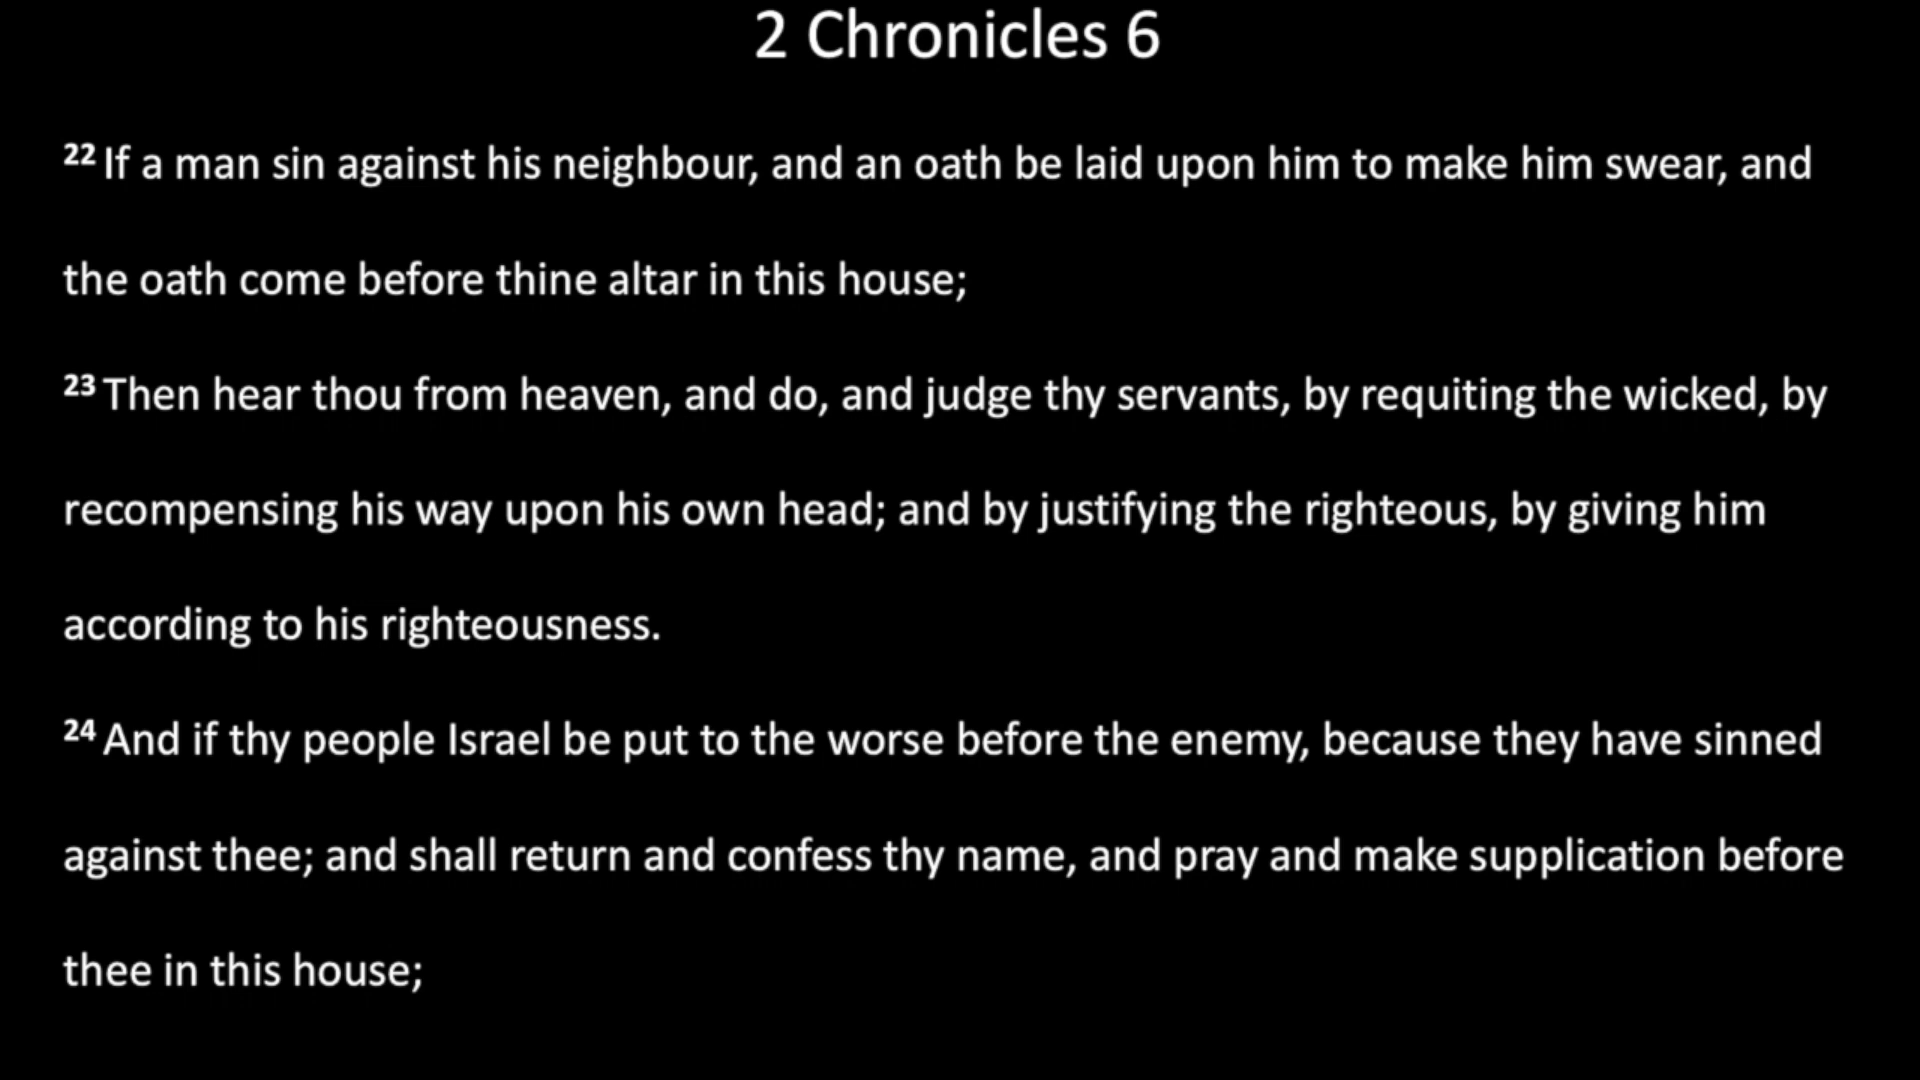 2 Chronicles 6
22 If a man sin against his neighbour, and an oath be laid upon him to make him swear, and
the oath come before thine altar in this house;
23 Then hear thou from heaven, and do, and judge thy servants, by requiting the wicked, by
recompensing his way upon his own head; and by justifying the righteous, by giving him
according to his righteousness.
24 And if thy people Israel be put to the worse before the enemy, because they have sinned
against thee; and shall return and confess thy name, and pray and make supplication before
thee in this house;